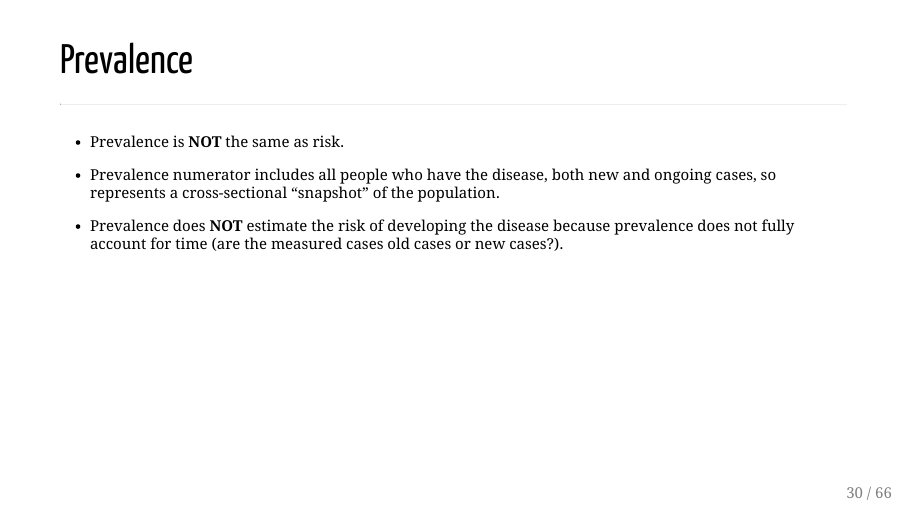 Prevalence
• Prevalence is NOT the same as risk.
• Prevalence numerator includes all people who have the disease, both new and ongoing cases, so
represents a cross-sectional “snapshot” of the population.
• Prevalence does NOT estimate the risk of developing the disease because prevalence does not fully
account for time (are the measured cases old cases or new cases?).
30 / 66